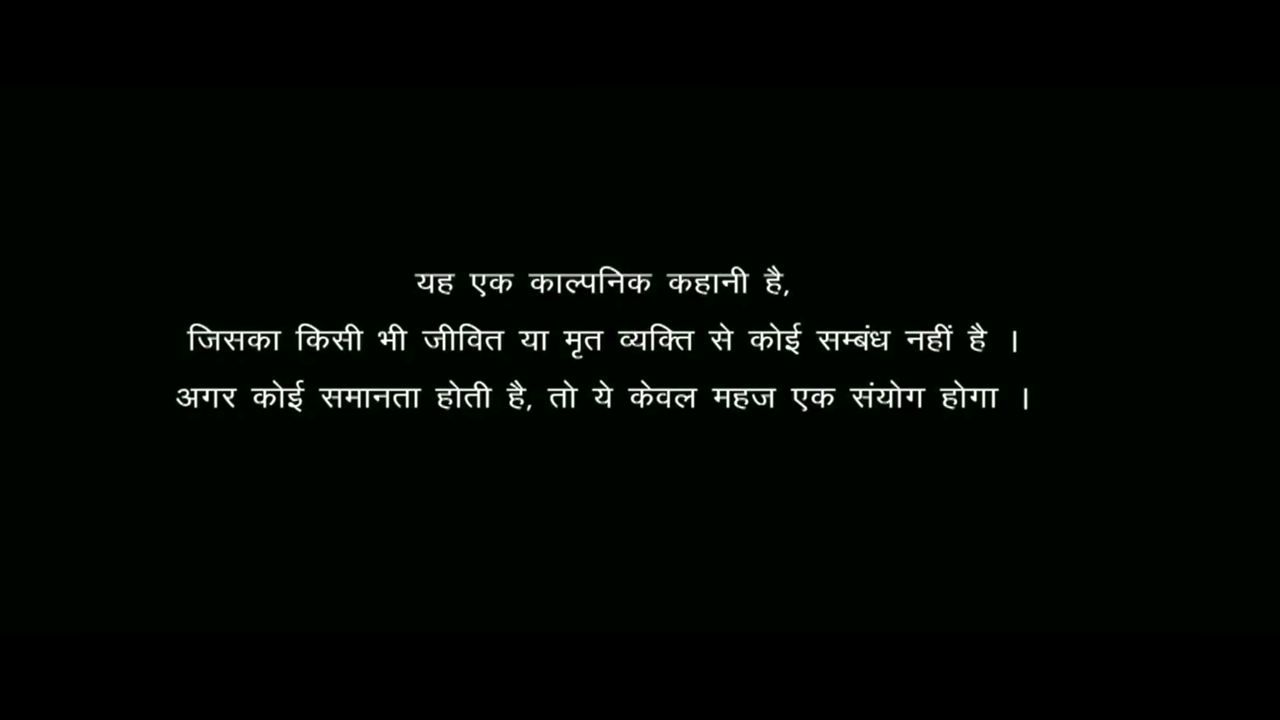 यह एक काल्पनिक कहानी है,
जिसका किसी भी जीवित या मृत व्यक्ति से कोई सम्बंध नहीं है ।
अगर कोई समानता होती है, तो ये केवल महज एक संयोग होगा ।